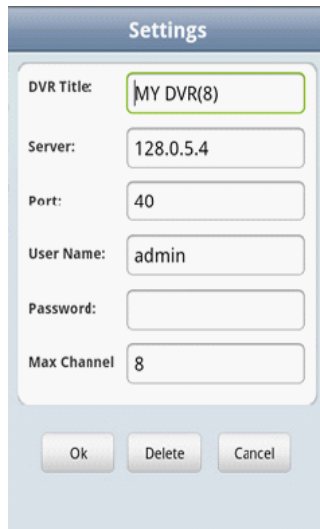 Settings
DVR Title: MY DVR(8)
Server: 128.0.5.4
Port: 40
User Name: admin
Password:
Max Channel 8
Ok Delete Cancel